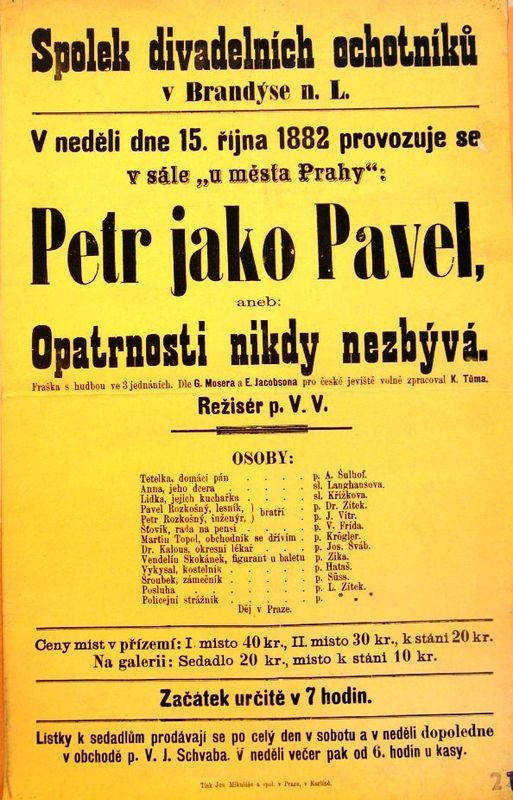 Spolek divadelních ochotníků
v Brandýse n. L.
V neděli dne 15. října 1882 provozuje se
v sále „u města Prahy“:
Petr jako Pavel,
aneb:
Opatrnosti nikdy nezbývá.
Fraška s hudbou ve 3 jednáních. Dle G. Mosera a E. Jacobsona pro české jeviště volně zpracoval K. Tůma.
Režisér p. V. V.
OSOBY:
Tetelka, domácí pán . . . . p. A. Šulhof.
Anna, jeho dcera . . . . sl. Langhansova.
Lidka, jejich kuchařka . . . . sl. Křížkova.
Pavel Rozkošný, lesník, } bratří . . p. Dr. Zítek.
Petr Rozkošný, inženýr, } p. J. Vítr.
Šťovík, rada na pensi . . . . . p. V. Frída.
Martin Topol, obchodník se dřívím . p. Krögler.
Dr. Kalous, okresní lékař . . . . p. Jos. Šváb.
Vendelín Skokánek, figurant u baletu p. Zíka.
Vykysal, kostelník . . . . . p. Hataš.
Šroubek, zámečník . . . . . p. Süss.
Posluha . . . . . . p. L. Zítek.
Policejní strážník . . . . . p. * * *
Děj v Praze.
Ceny míst v přízemí: I. místo 40 kr., II. místo 30 kr., k stání 20 kr.
Na galerii: Sedadlo 20 kr., místo k stání 10 kr.
Začátek určitě v 7 hodin.
Lístky k sedadlům prodávají se po celý den v sobotu a v neděli dopoledne
v obchodě p. V. J. Schvaba. V neděli večer pak od 6. hodin u kasy.
Tisk Jos. Mikuláše a spol. v Praze, v Karlíně.